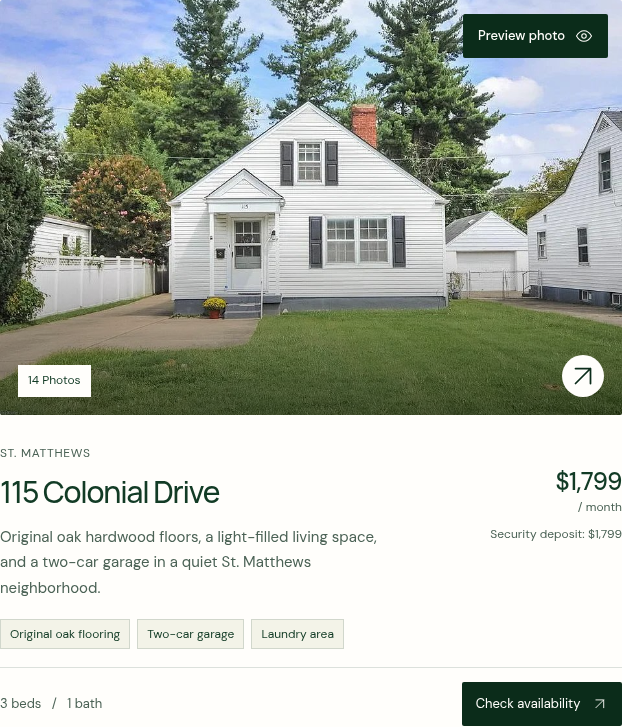 Preview photo
115
14 Photos
ST. MATTHEWS
115 Colonial Drive
$1,799
/ month
Original oak hardwood floors, a light-filled living space,
Security deposit: $1,799
and a two-car garage in a quiet St. Matthews
neighborhood.
Original oak flooring
Two-car garage
Laundry area
3 beds / 1 bath
Check availability